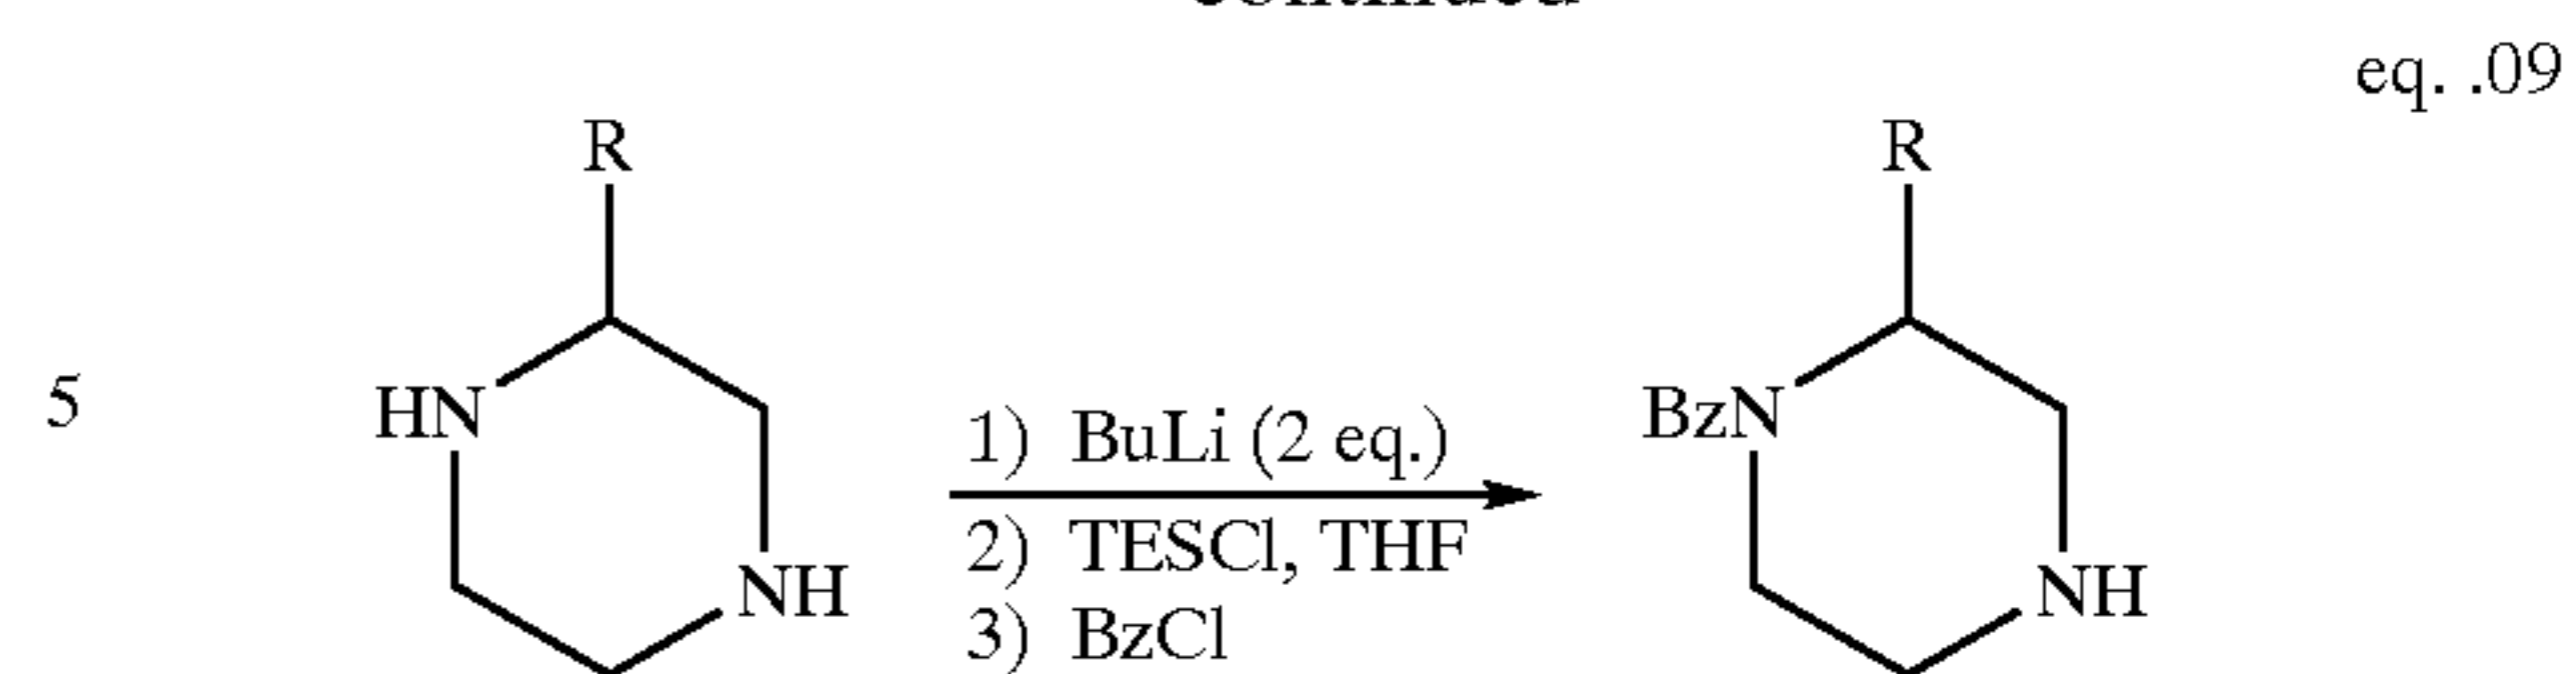 eq. .09
R
R
5
HN
1) BuLi (2 eq.)
BzN
2) TESCl, THF
NH
NH
3) BzCl